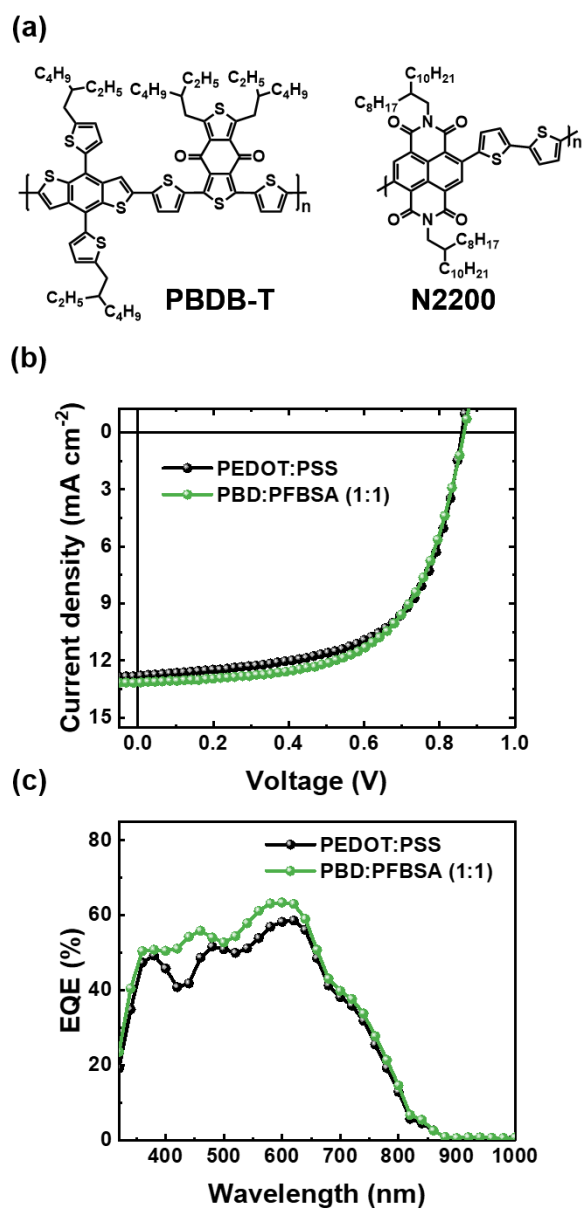 (a)
C4H9
C2H5
C2H5
C2H5
C4H9
C4H9
S
S
O
O
S
S
S
S
S
S
n
S
C2H5
C4H9
PBDB-T
C10H21
C8H17
O
N
O
S
S
n
O
N
O
C8H17
C10H21
N2200
(b)
Current density (mA cm-2)
0
3
6
9
12
15
PEDOT:PSS
PBD:PFBSA (1:1)
0.0
0.2
0.4
0.6
0.8
1.0
Voltage (V)
(c)
EQE (%)
80
60
40
20
0
PEDOT:PSS
PBD:PFBSA (1:1)
400
500
600
700
800
900
1000
Wavelength (nm)